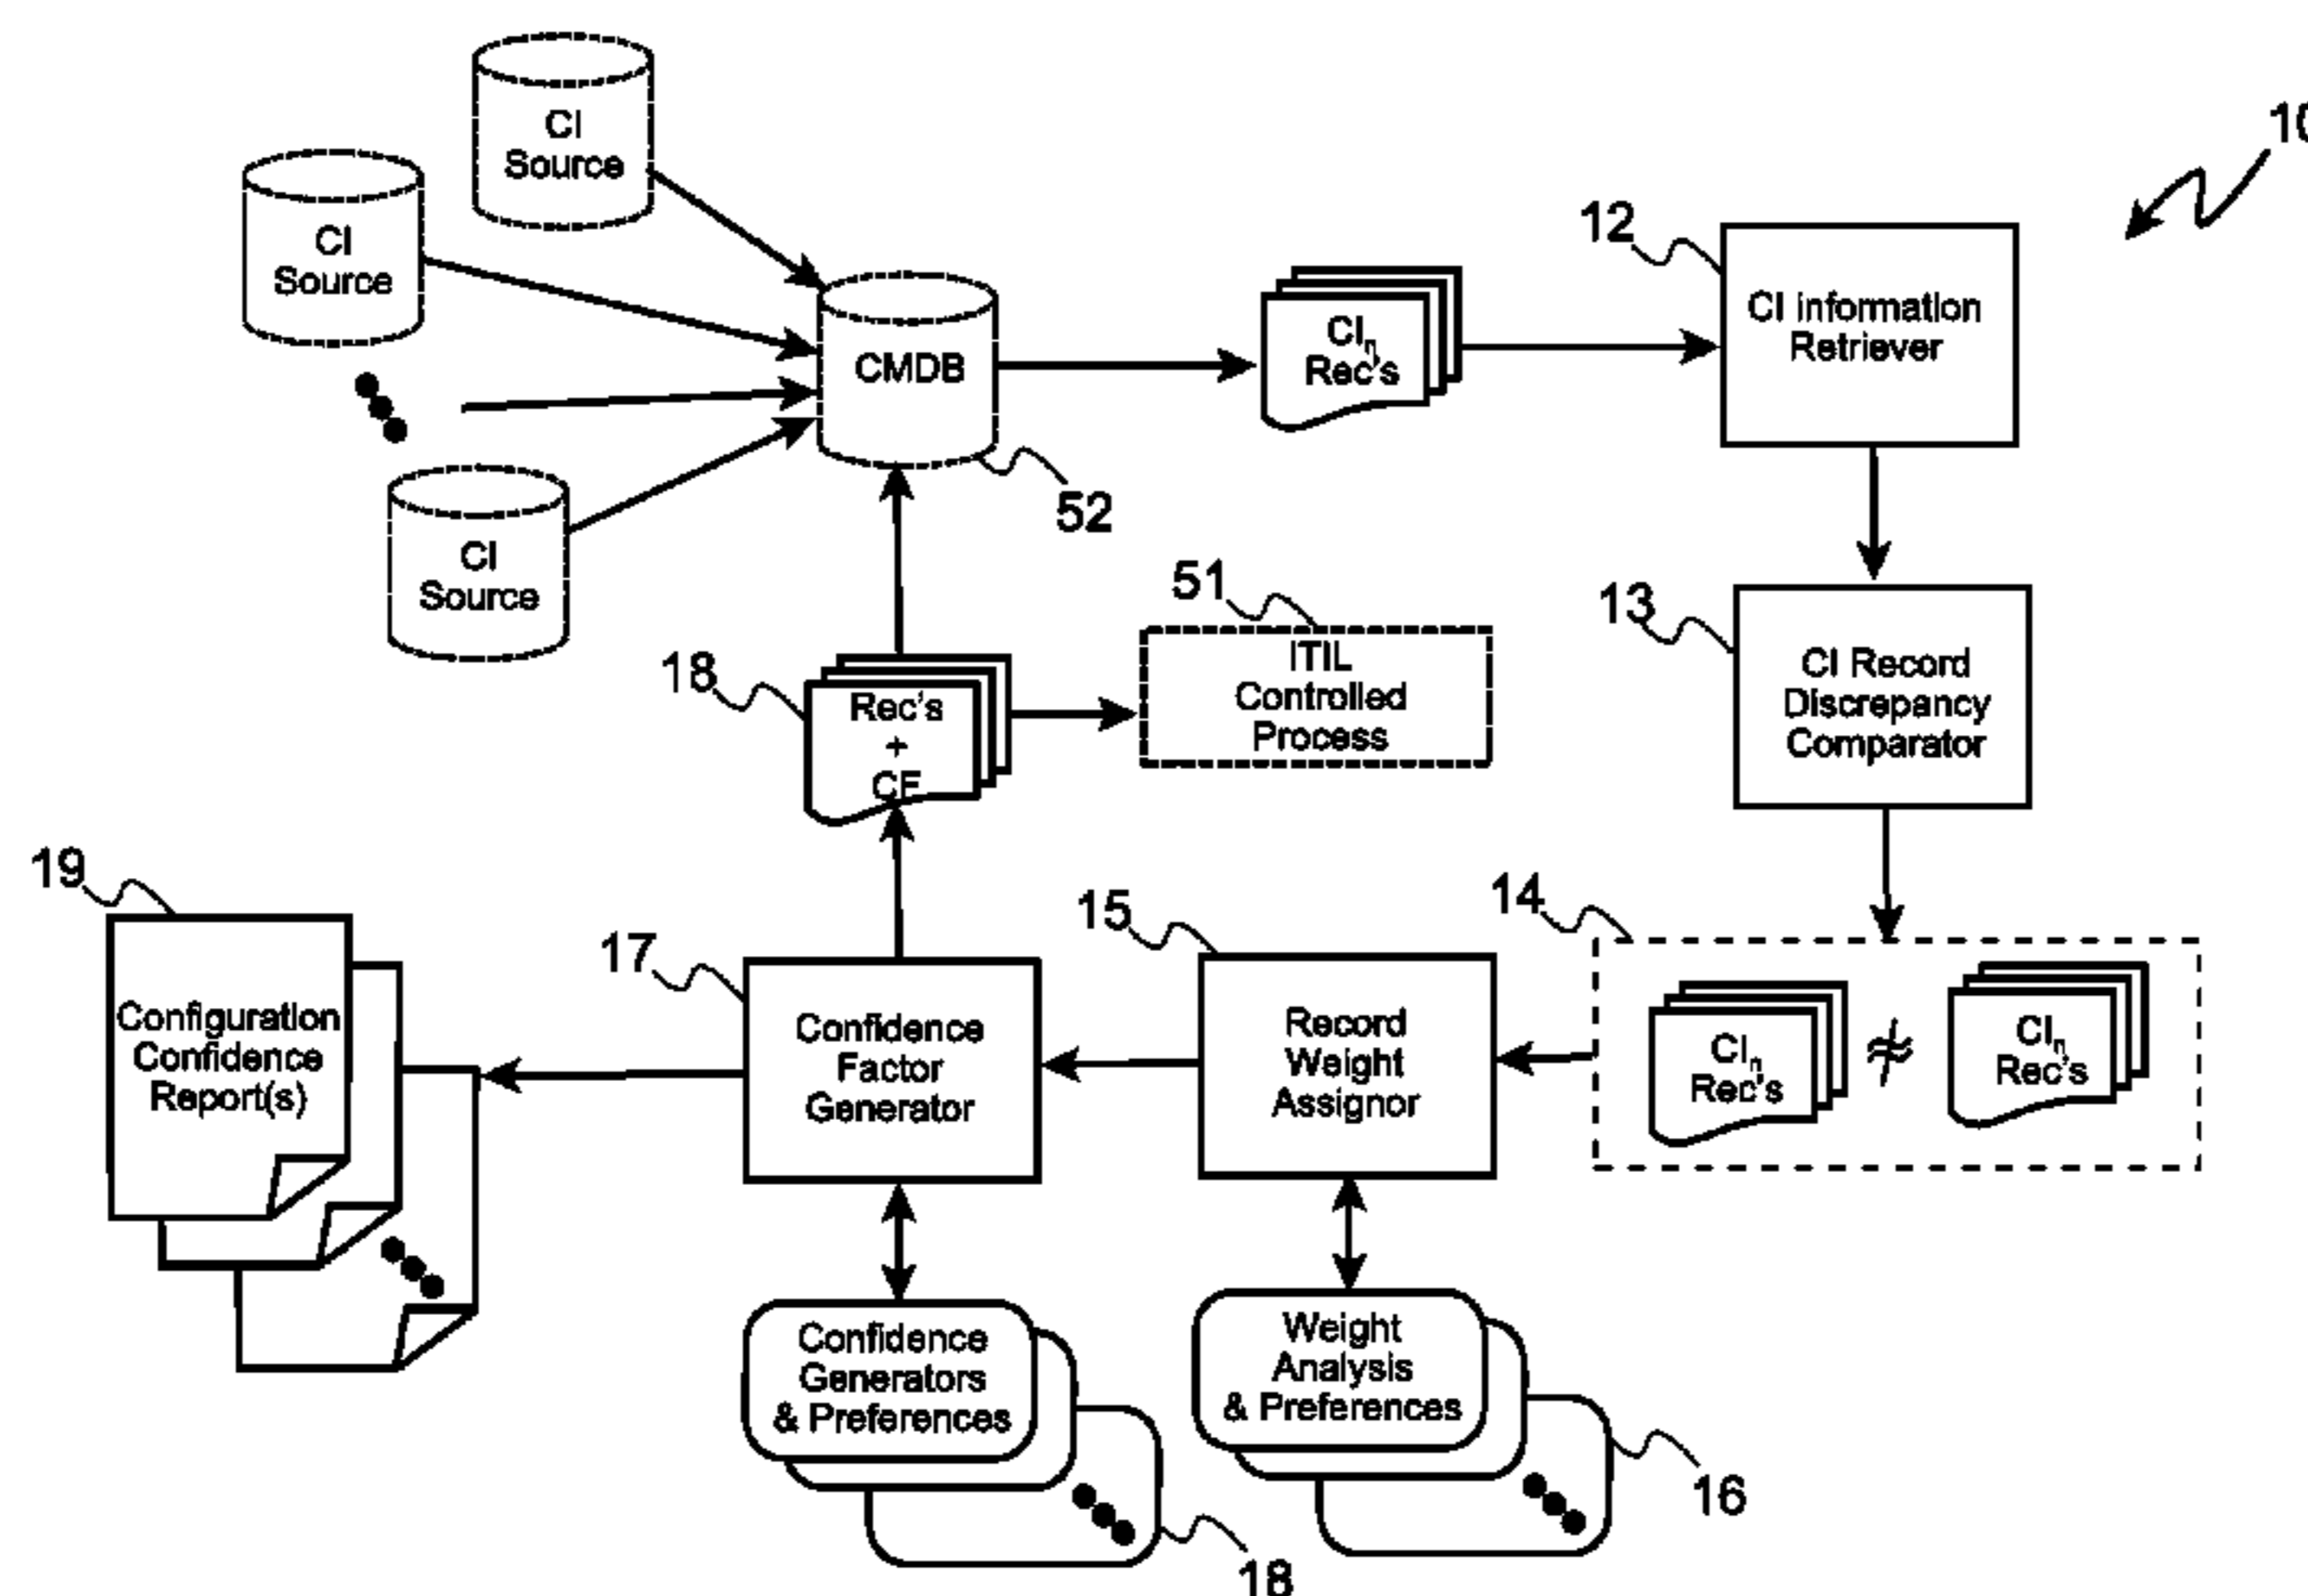 CI
Source
CI
Source
CI
Source
CMDB
52
CIn
Rec's
12
CI information
Retriever
10
13
CI Record
Discrepancy
Comparator
51
ITIL
Controlled
Process
18
Rec's
+
CF
14
CIn
Rec's
≉
CIn
Rec's
15
Record
Weight
Assignor
17
Confidence
Factor
Generator
19
Configuration
Confidence
Report(s)
Confidence
Generators
& Preferences
18
Weight
Analysis
& Preferences
16